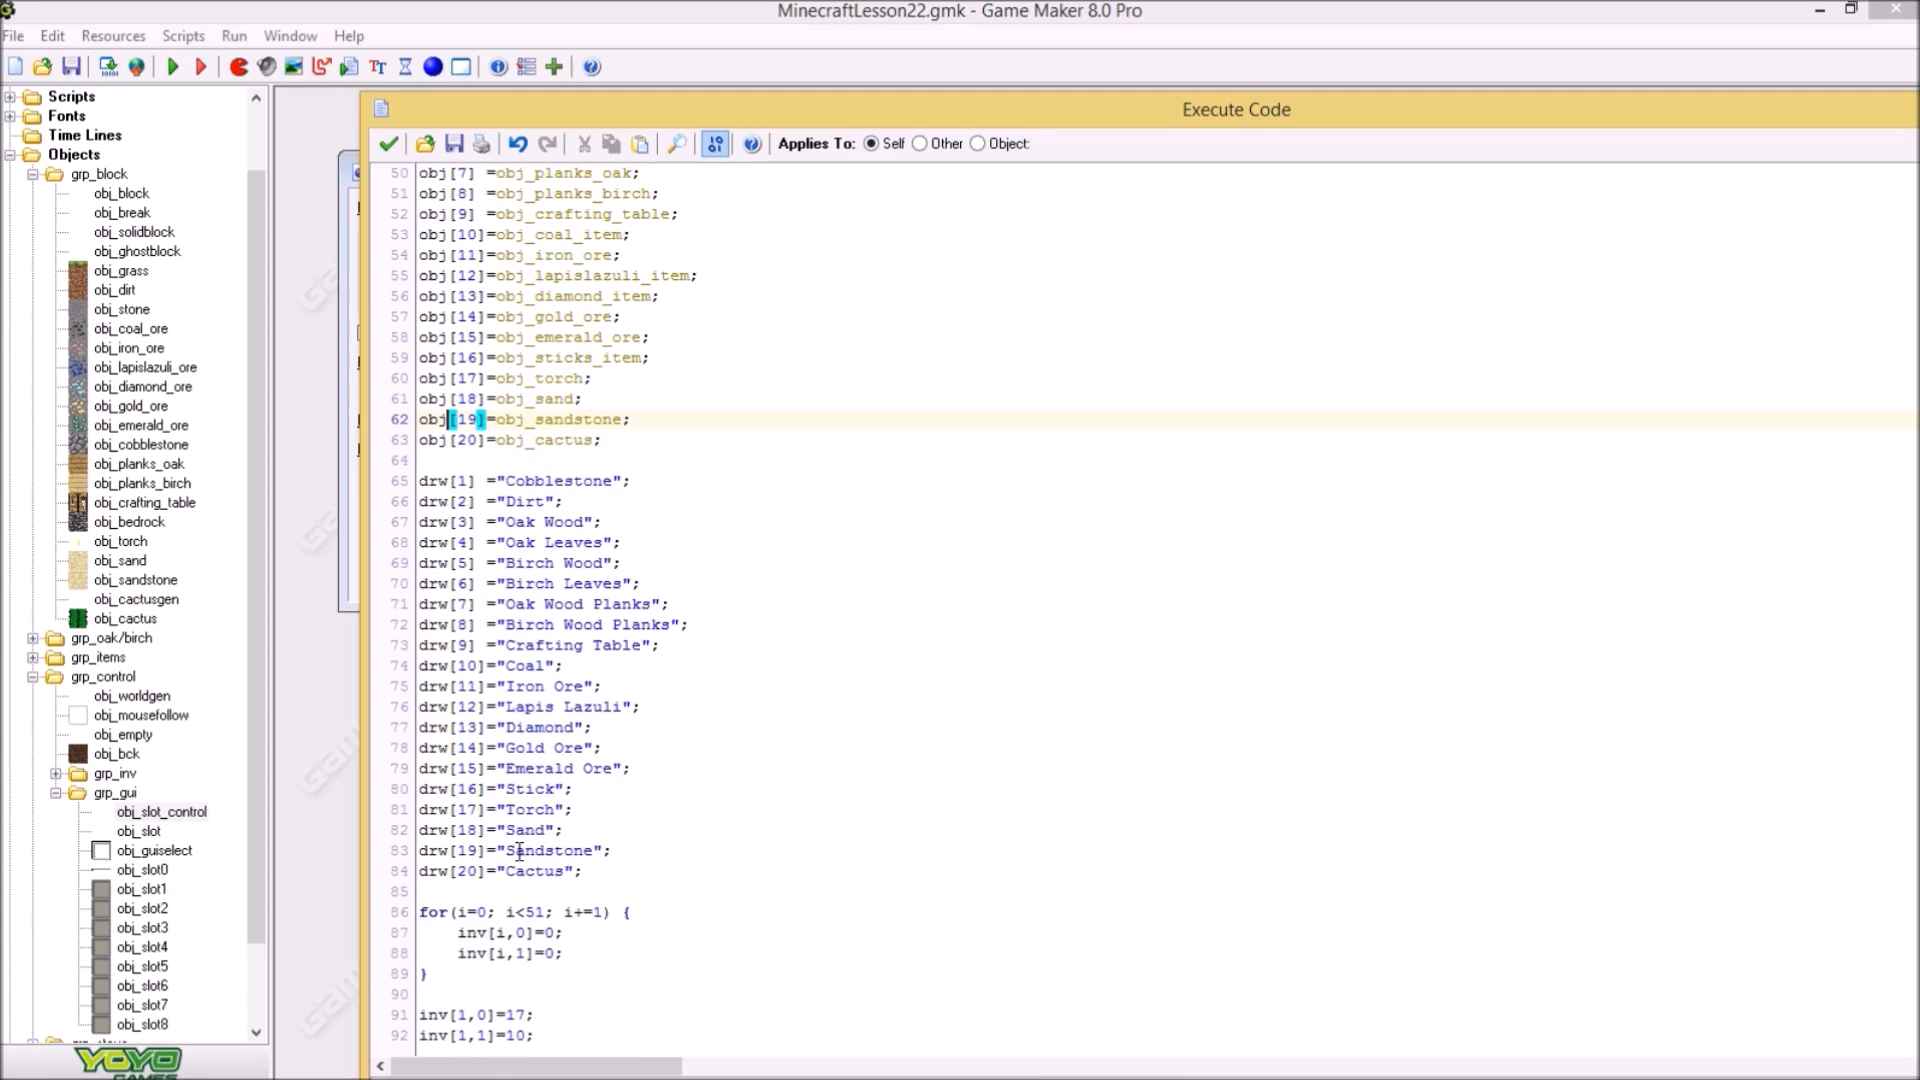 MinecraftLesson22.gmk - Game Maker 8.0 Pro
File Edit Resources Scripts Run Window Help
Scripts
Fonts
Time Lines
Objects
grp_block
obj_block
obj_break
obj_solidblock
obj_ghostblock
obj_grass
obj_dirt
obj_stone
obj_coal_ore
obj_iron_ore
obj_lapislazuli_ore
obj_diamond_ore
obj_gold_ore
obj_emerald_ore
obj_cobblestone
obj_planks_oak
obj_planks_birch
obj_crafting_table
obj_bedrock
obj_torch
obj_sand
obj_sandstone
obj_cactusgen
obj_cactus
grp_oak/birch
grp_items
grp_control
obj_worldgen
obj_mousefollow
obj_empty
obj_bck
grp_inv
grp_gui
obj_slot_control
obj_slot
obj_guiselect
obj_slot0
obj_slot1
obj_slot2
obj_slot3
obj_slot4
obj_slot5
obj_slot6
obj_slot7
obj_slot8
YOYO
GAMES
Execute Code
Applies To: Self Other Object:
50 obj[7] =obj_planks_oak;
51 obj[8] =obj_planks_birch;
52 obj[9] =obj_crafting_table;
53 obj[10]=obj_coal_item;
54 obj[11]=obj_iron_ore;
55 obj[12]=obj_lapislazuli_item;
56 obj[13]=obj_diamond_item;
57 obj[14]=obj_gold_ore;
58 obj[15]=obj_emerald_ore;
59 obj[16]=obj_sticks_item;
60 obj[17]=obj_torch;
61 obj[18]=obj_sand;
62 obj[19]=obj_sandstone;
63 obj[20]=obj_cactus;
64
65 drw[1] ="Cobblestone";
66 drw[2] ="Dirt";
67 drw[3] ="Oak Wood";
68 drw[4] ="Oak Leaves";
69 drw[5] ="Birch Wood";
70 drw[6] ="Birch Leaves";
71 drw[7] ="Oak Wood Planks";
72 drw[8] ="Birch Wood Planks";
73 drw[9] ="Crafting Table";
74 drw[10]="Coal";
75 drw[11]="Iron Ore";
76 drw[12]="Lapis Lazuli";
77 drw[13]="Diamond";
78 drw[14]="Gold Ore";
79 drw[15]="Emerald Ore";
80 drw[16]="Stick";
81 drw[17]="Torch";
82 drw[18]="Sand";
83 drw[19]="Sandstone";
84 drw[20]="Cactus";
85
86 for(i=0; i<51; i+=1) {
87 inv[i,0]=0;
88 inv[i,1]=0;
89 }
90
91 inv[1,0]=17;
92 inv[1,1]=10;